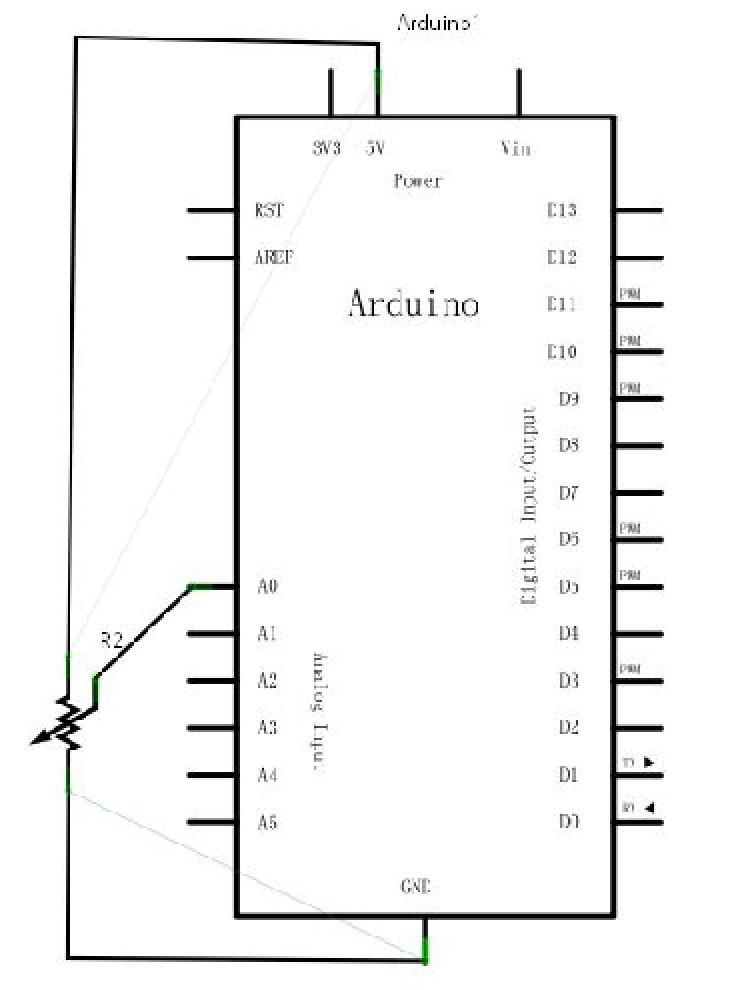 Arduino1
3V3 5V Vin
Power
RST D13
AREF D12
D11 PWM
Arduino
D10 PWM
D9 PWM
D8
D7
Digital Input/Output
D6 PWM
A0 D5 PWM
R2
A1 D4
A2 D3 PWM
Analog Input
A3 D2
A4 D1 TX
A5 D0 RX
GND